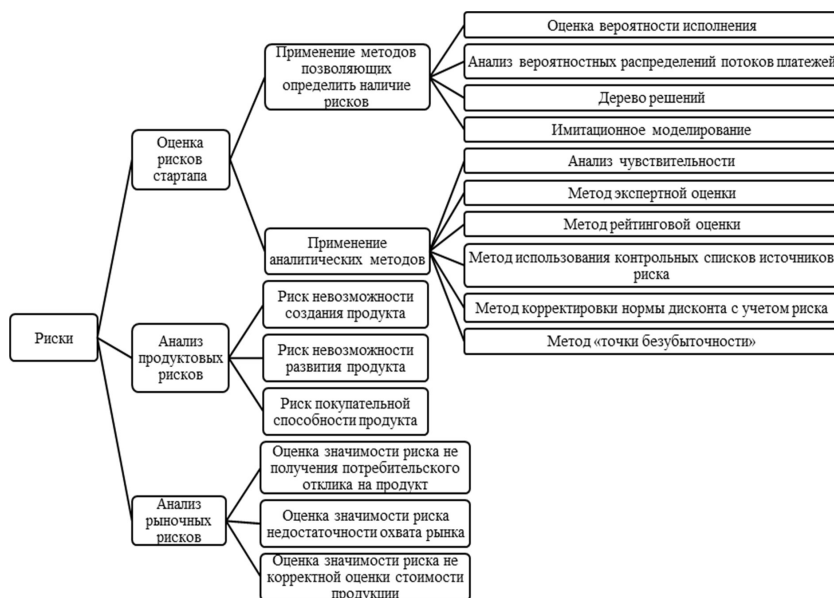 Риски
Оценка
рисков
стартапа
Применение методов
позволяющих
определить наличие
рисков
Оценка вероятности исполнения
Анализ вероятностных распределений потоков платежей
Дерево решений
Имитационное моделирование
Применение
аналитических методов
Анализ чувствительности
Метод экспертной оценки
Метод рейтинговой оценки
Метод использования контрольных списков источников
риска
Метод корректировки нормы дисконта с учетом риска
Метод «точки безубыточности»
Анализ
продуктовых
рисков
Риск невозможности
создания продукта
Риск невозможности
развития продукта
Риск покупательной
способности продукта
Анализ
рыночных
рисков
Оценка значимости риска не
получения потребительского
отклика на продукт
Оценка значимости риска
недостаточности охвата рынка
Оценка значимости риска не
корректной оценки стоимости
продукции